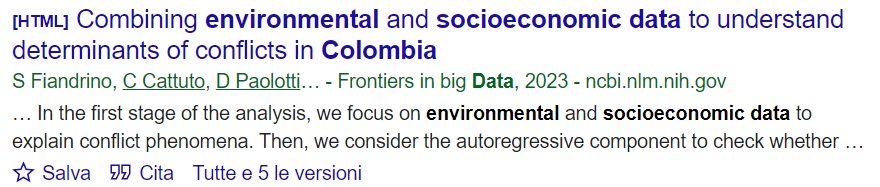 [HTML] Combining environmental and socioeconomic data to understand
determinants of conflicts in Colombia
S Fiandrino, C Cattuto, D Paolotti… - Frontiers in big Data, 2023 - ncbi.nlm.nih.gov
… In the first stage of the analysis, we focus on environmental and socioeconomic data to
explain conflict phenomena. Then, we consider the autoregressive component to check whether …
Salva Cita Tutte e 5 le versioni